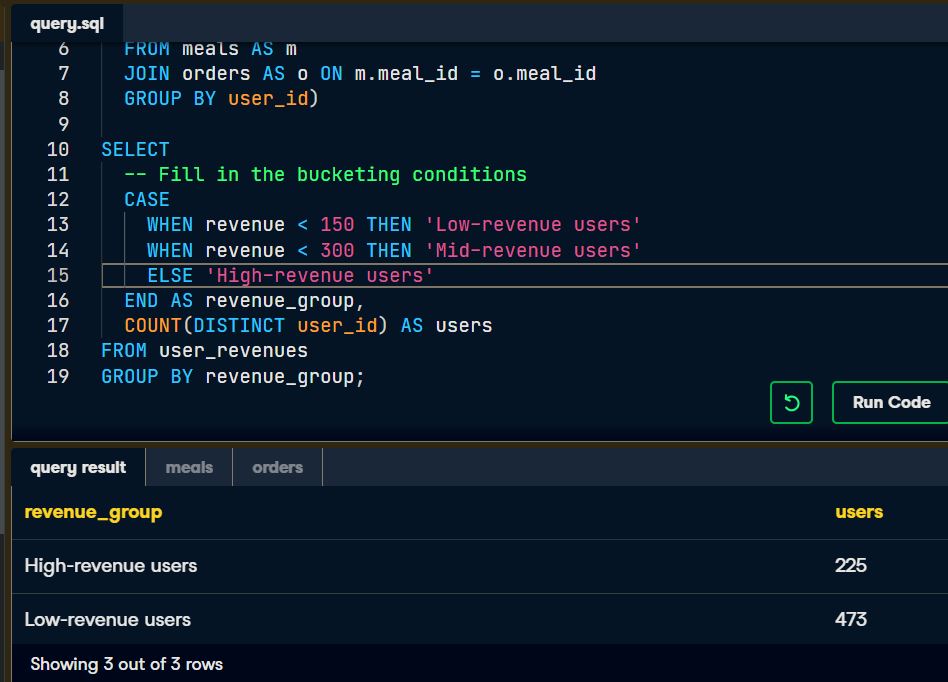 query.sql
6 FROM meals AS m
7 JOIN orders AS o ON m.meal_id = o.meal_id
8 GROUP BY user_id)
9
10 SELECT
11 -- Fill in the bucketing conditions
12 CASE
13 WHEN revenue < 150 THEN 'Low-revenue users'
14 WHEN revenue < 300 THEN 'Mid-revenue users'
15 ELSE 'High-revenue users'
16 END AS revenue_group,
17 COUNT(DISTINCT user_id) AS users
18 FROM user_revenues
19 GROUP BY revenue_group;
Run Code
query result meals orders
revenue_group users
High-revenue users 225
Low-revenue users 473
Showing 3 out of 3 rows